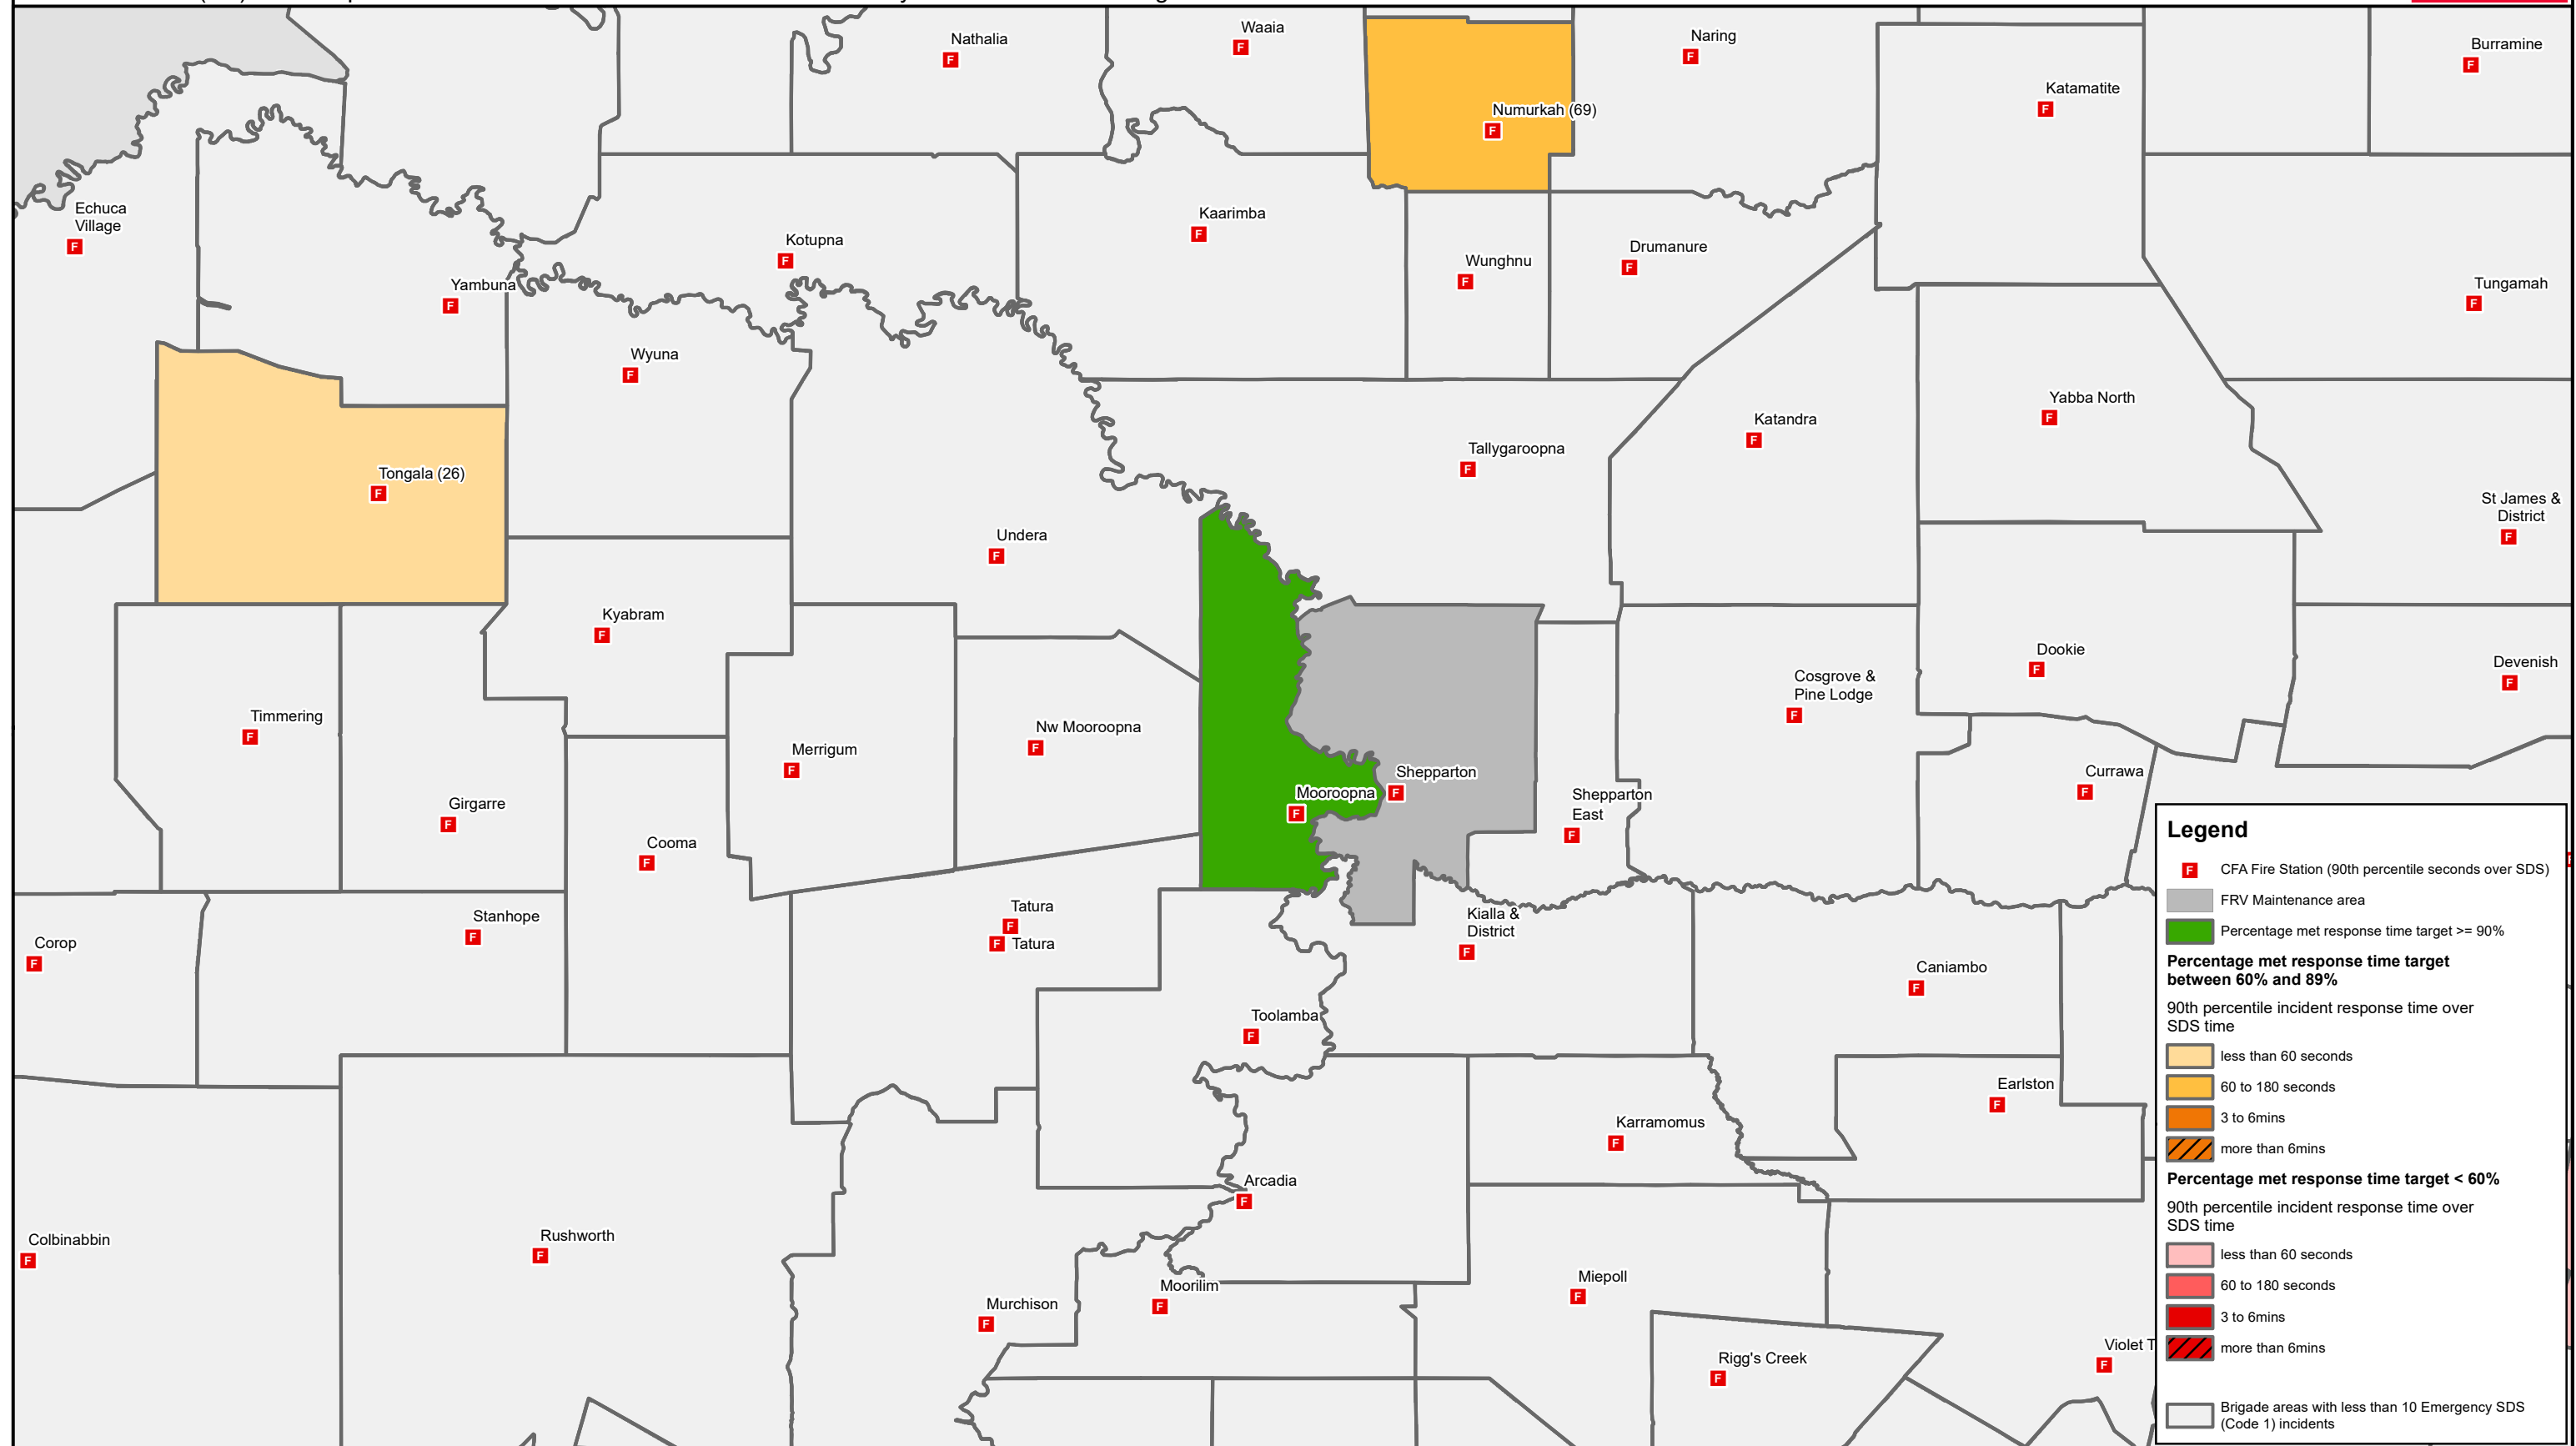 Nathalia
Waaia
Naring
Burramine
Katamatite
Numurkah (69)
Echuca
Village
Kaarimba
Kotupna
Wunghnu
Drumanure
Yambuna
Tungamah
Wyuna
Yabba North
Katandra
Tallygaroopna
Tongala (26)
St James &
District
Undera
Kyabram
Dookie
Devenish
Cosgrove &
Pine Lodge
Timmering
Nw Mooroopna
Merrigum
Shepparton
Currawa
Mooroopna
Shepparton
East
Girgarre
Cooma
Tatura
Tatura
Stanhope
Kialla &
District
Corop
Caniambo
Toolamba
Earlston
Karramomus
Arcadia
Colbinabbin
Rushworth
Miepoll
Moorilim
Murchison
Rigg's Creek
Violet T
Legend
F CFA Fire Station (90th percentile seconds over SDS)
FRV Maintenance area
Percentage met response time target >= 90%
Percentage met response time target
between 60% and 89%
90th percentile incident response time over
SDS time
less than 60 seconds
60 to 180 seconds
3 to 6mins
more than 6mins
Percentage met response time target < 60%
90th percentile incident response time over
SDS time
less than 60 seconds
60 to 180 seconds
3 to 6mins
more than 6mins
Brigade areas with less than 10 Emergency SDS
(Code 1) incidents